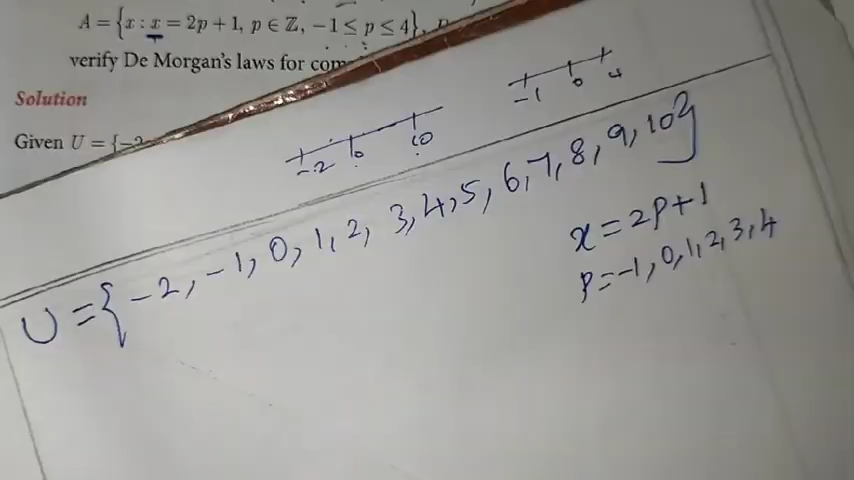 A = {x : x = 2p + 1, p ∈ ℤ, −1 ≤ p ≤ 4},
verify De Morgan's laws for
Solution
Given U = {−2
-2 0 10
-1 0 4
U = {-2, -1, 0, 1, 2, 3, 4, 5, 6, 7, 8, 9, 10}
x = 2p+1
p = -1, 0, 1, 2, 3, 4